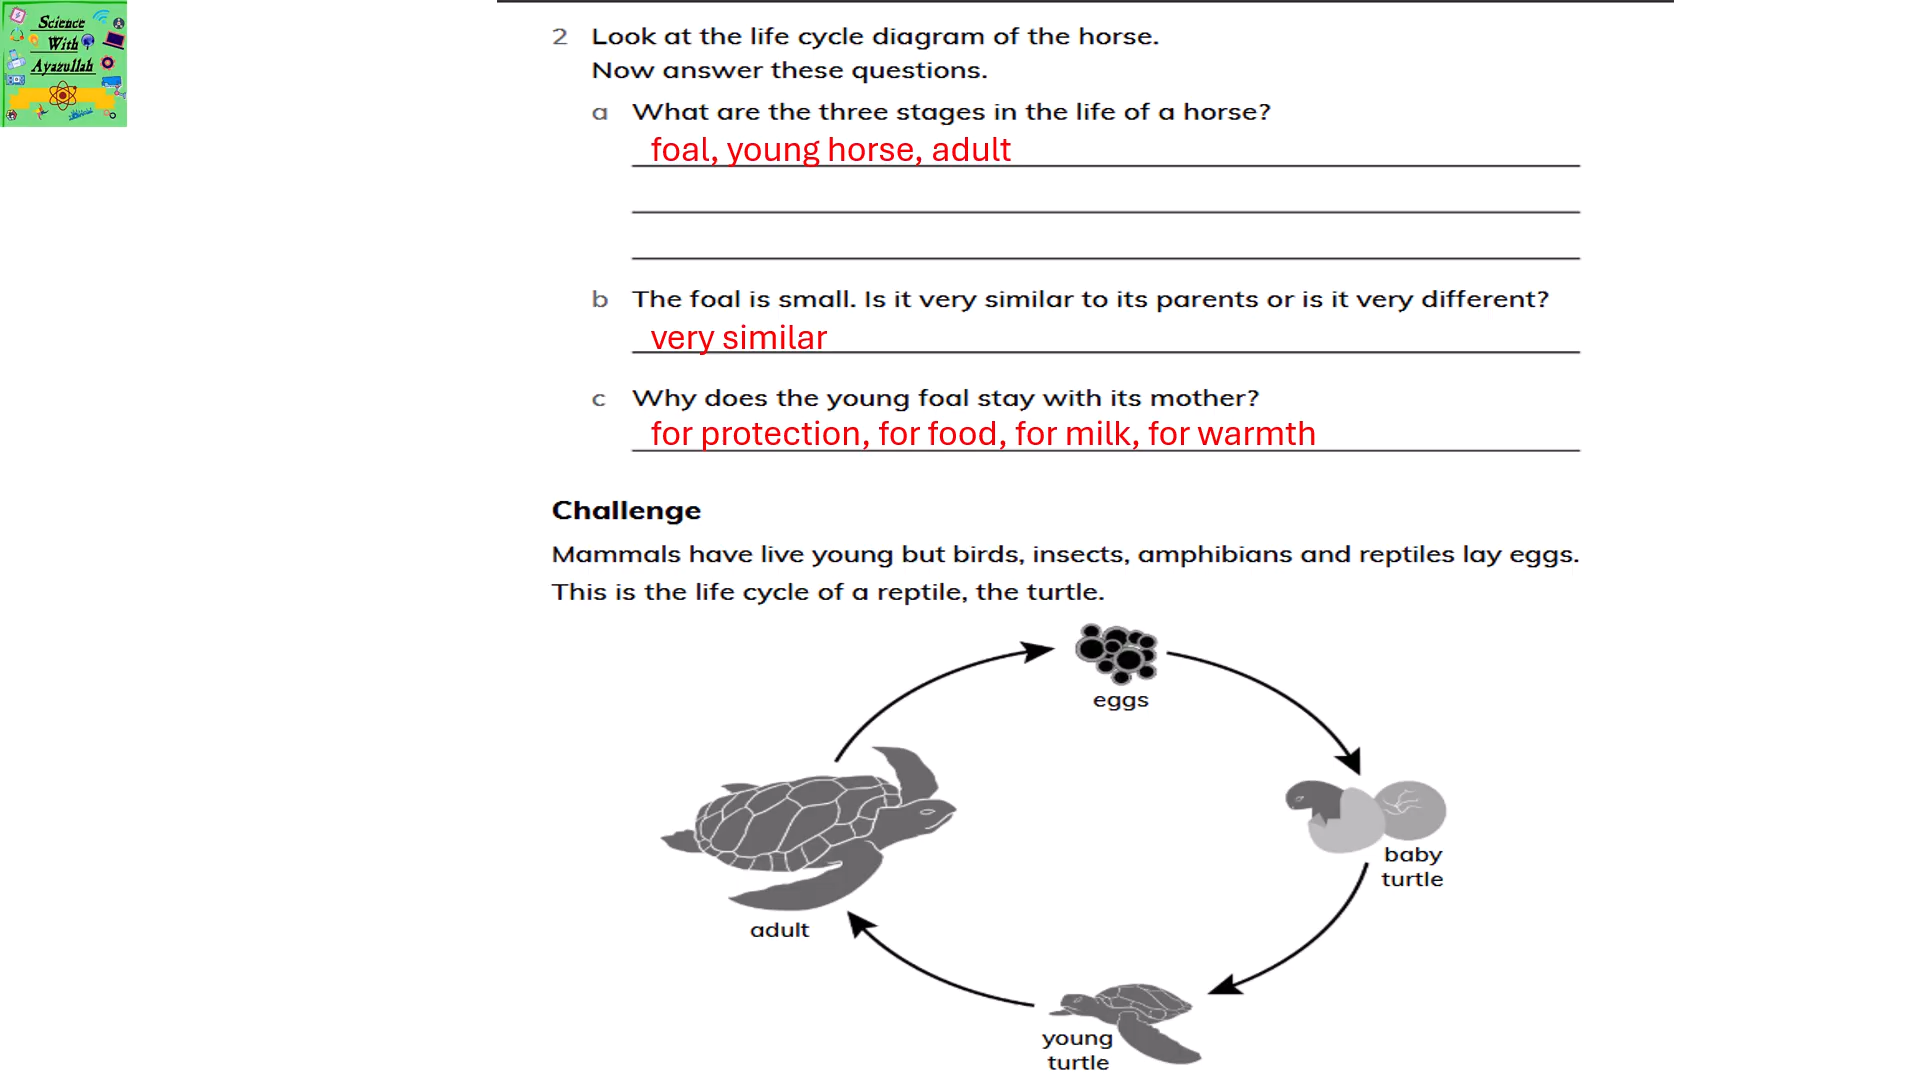 Science
With
Ayazullah
2 Look at the life cycle diagram of the horse.
Now answer these questions.
a What are the three stages in the life of a horse?
foal, young horse, adult
b The foal is small. Is it very similar to its parents or is it very different?
very similar
c Why does the young foal stay with its mother?
for protection, for food, for milk, for warmth
Challenge
Mammals have live young but birds, insects, amphibians and reptiles lay eggs.
This is the life cycle of a reptile, the turtle.
eggs
baby
turtle
adult
young
turtle